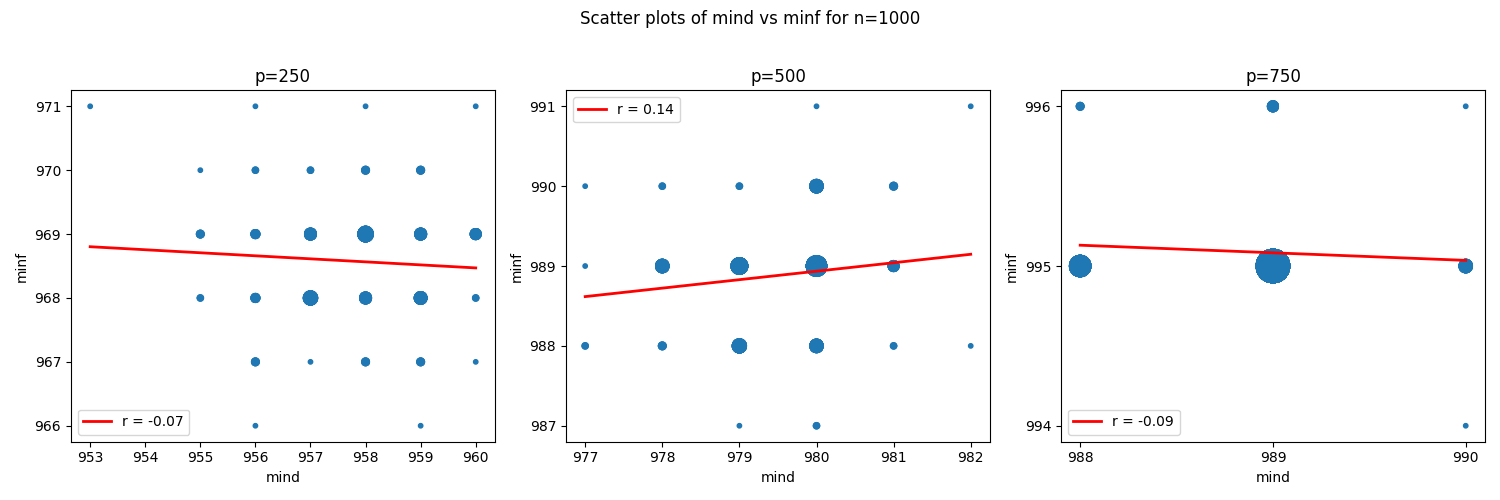 Scatter plots of mind vs minf for n=1000
p=250
971
970
969
968
967
966
minf
r = -0.07
953 954 955 956 957 958 959 960
mind
p=500
991
990
989
988
987
minf
r = 0.14
977 978 979 980 981 982
mind
p=750
996
995
994
minf
r = -0.09
988 989 990
mind